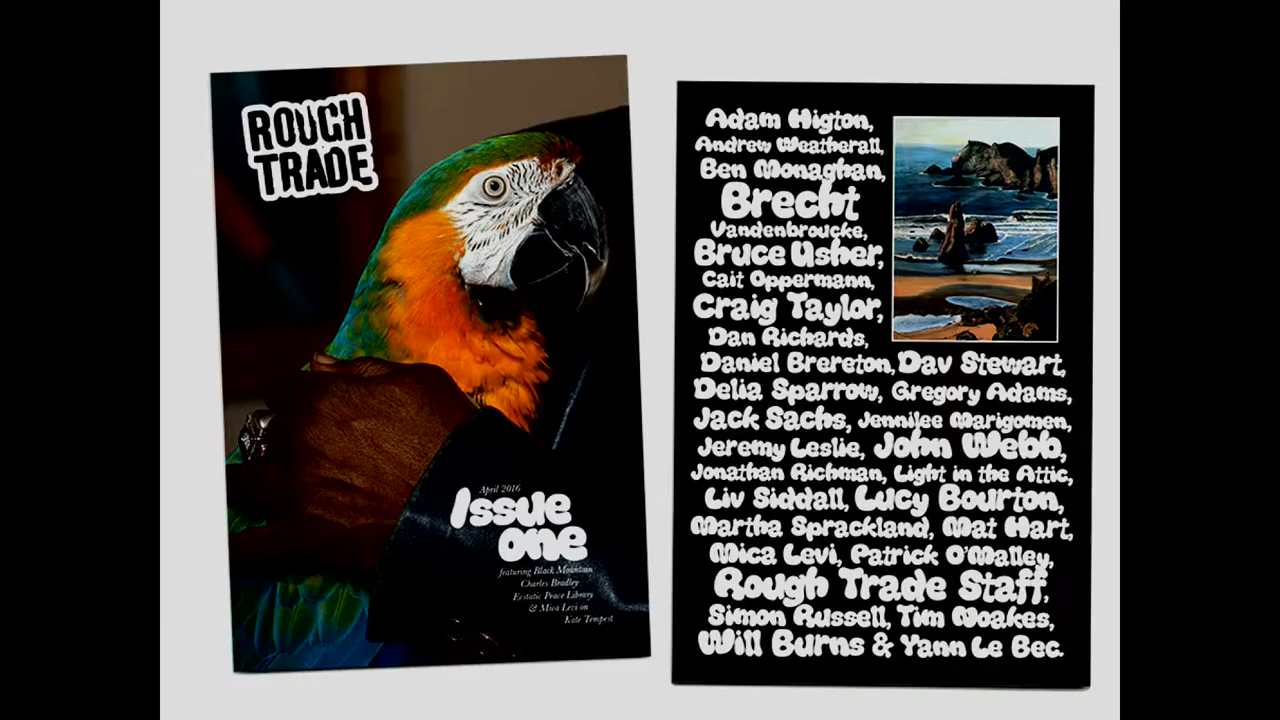 ROUGH
TRADE
April 2016
Issue
one
featuring Black Mountain
Charles Bradley
Ecstatic Peace Library
& Mica Levi on
Kate Tempest
Adam Higton,
Andrew Weatherall,
Ben Monaghan,
Brecht
Vandenbroucke,
Bruce Usher,
Cait Oppermann,
Craig Taylor,
Dan Richards,
Daniel Brereton, Dav Stewart,
Delia Sparrow, Gregory Adams,
Jack Sachs, Jennilee Marigomen,
Jeremy Leslie, John Webb,
Jonathan Richman, Light in the Attic,
Liv Siddall, Lucy Bourton,
Martha Sprackland, Mat Hart,
Mica Levi, Patrick O'Malley,
Rough Trade Staff,
Simon Russell, Tim Noakes,
Will Burns & Yann Le Bec.